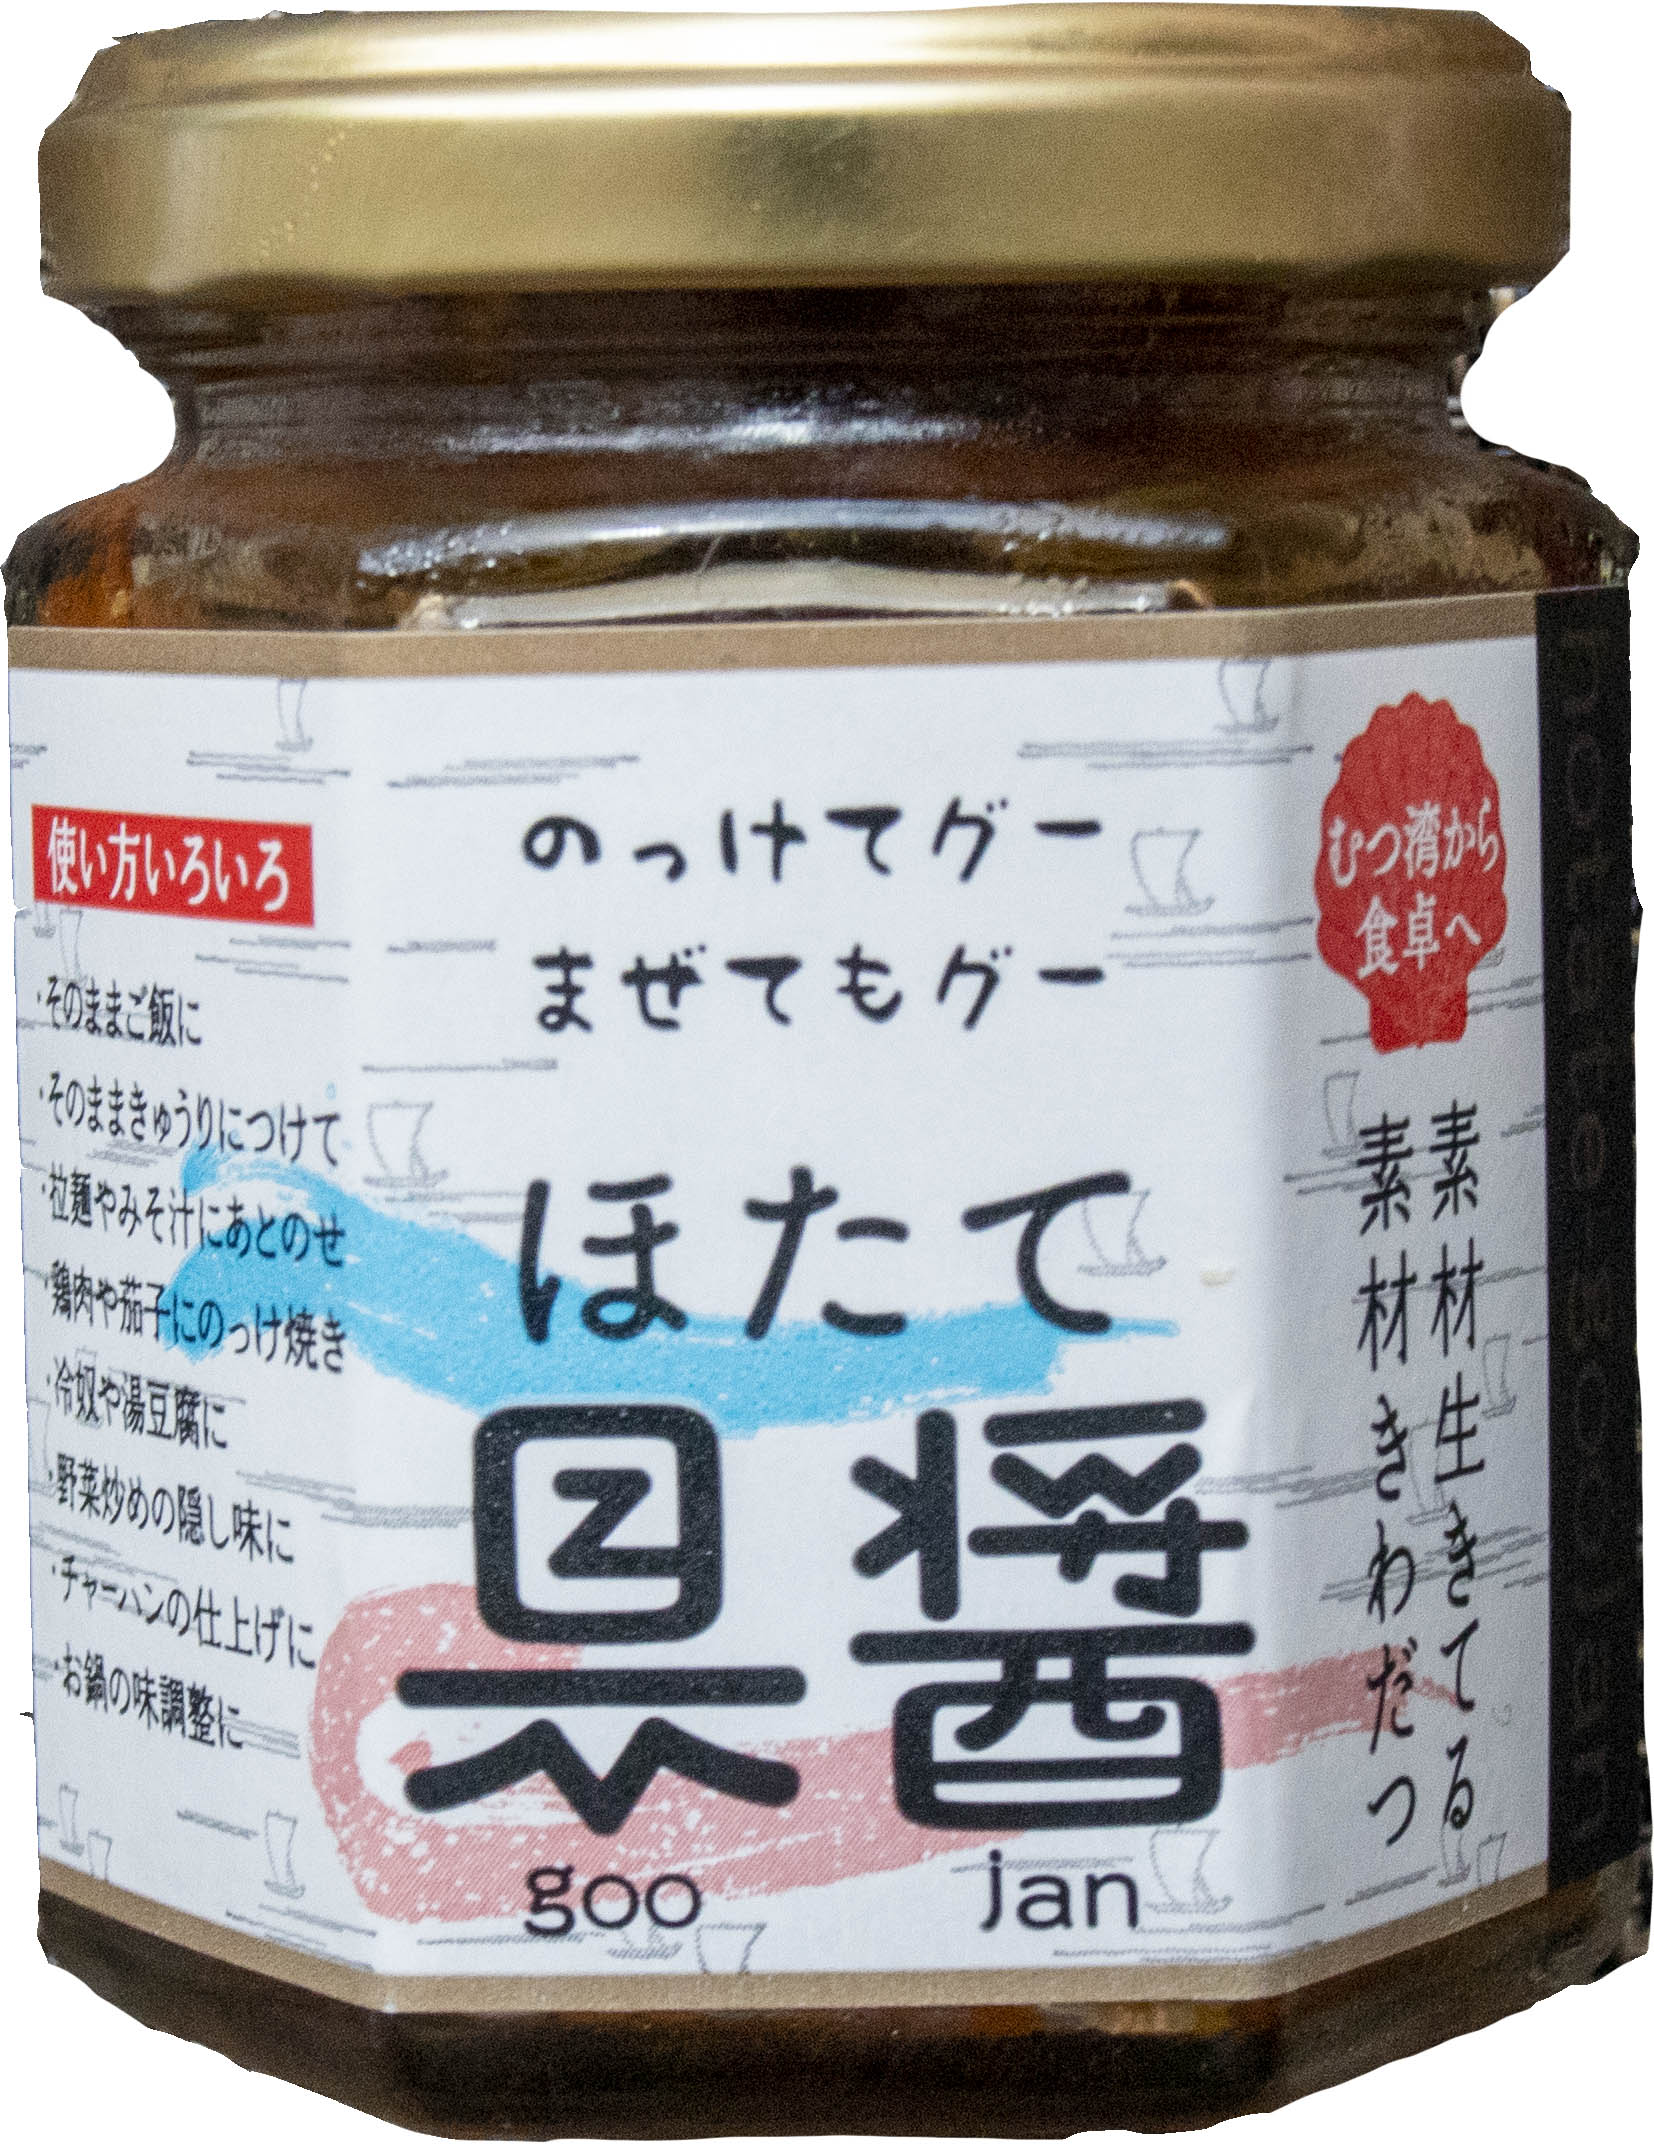 のっけてグー
まぜてもグー
ほたて
具醤
goo jan
使い方いろいろ
・そのままご飯に
・そのままきゅうりにつけて
・拉麺やみそ汁にあとのせ
・鶏肉や茄子にのっけ焼き
・冷奴や湯豆腐に
・野菜炒めの隠し味に
・チャーハンの仕上げに
・お鍋の味調整に
むつ湾から
食卓へ
素材生きてる
素材きわだつ